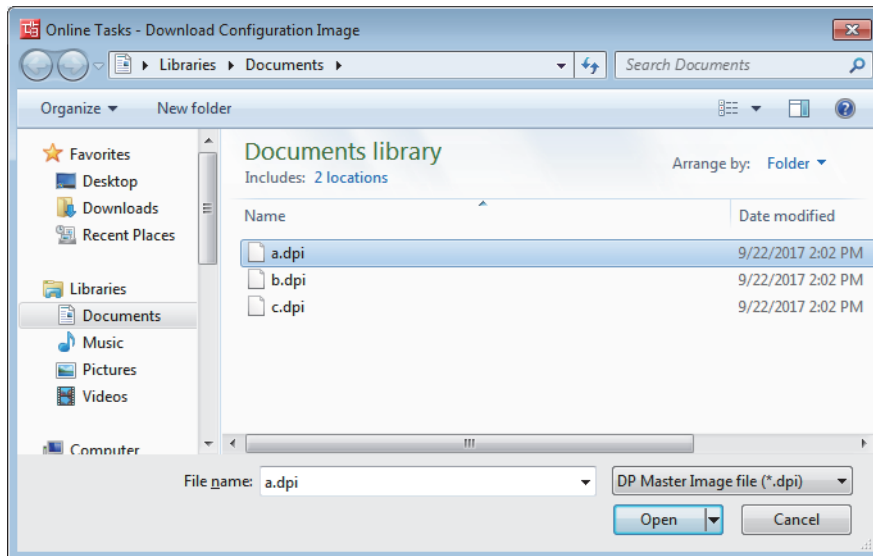 Online Tasks - Download Configuration Image
Libraries Documents
Search Documents
Organize New folder
Favorites
Desktop
Downloads
Recent Places
Libraries
Documents
Music
Pictures
Videos
Computer
Documents library
Includes: 2 locations
Arrange by: Folder
Name Date modified
a.dpi 9/22/2017 2:02 PM
b.dpi 9/22/2017 2:02 PM
c.dpi 9/22/2017 2:02 PM
File name: a.dpi DP Master Image file (*.dpi)
Open Cancel